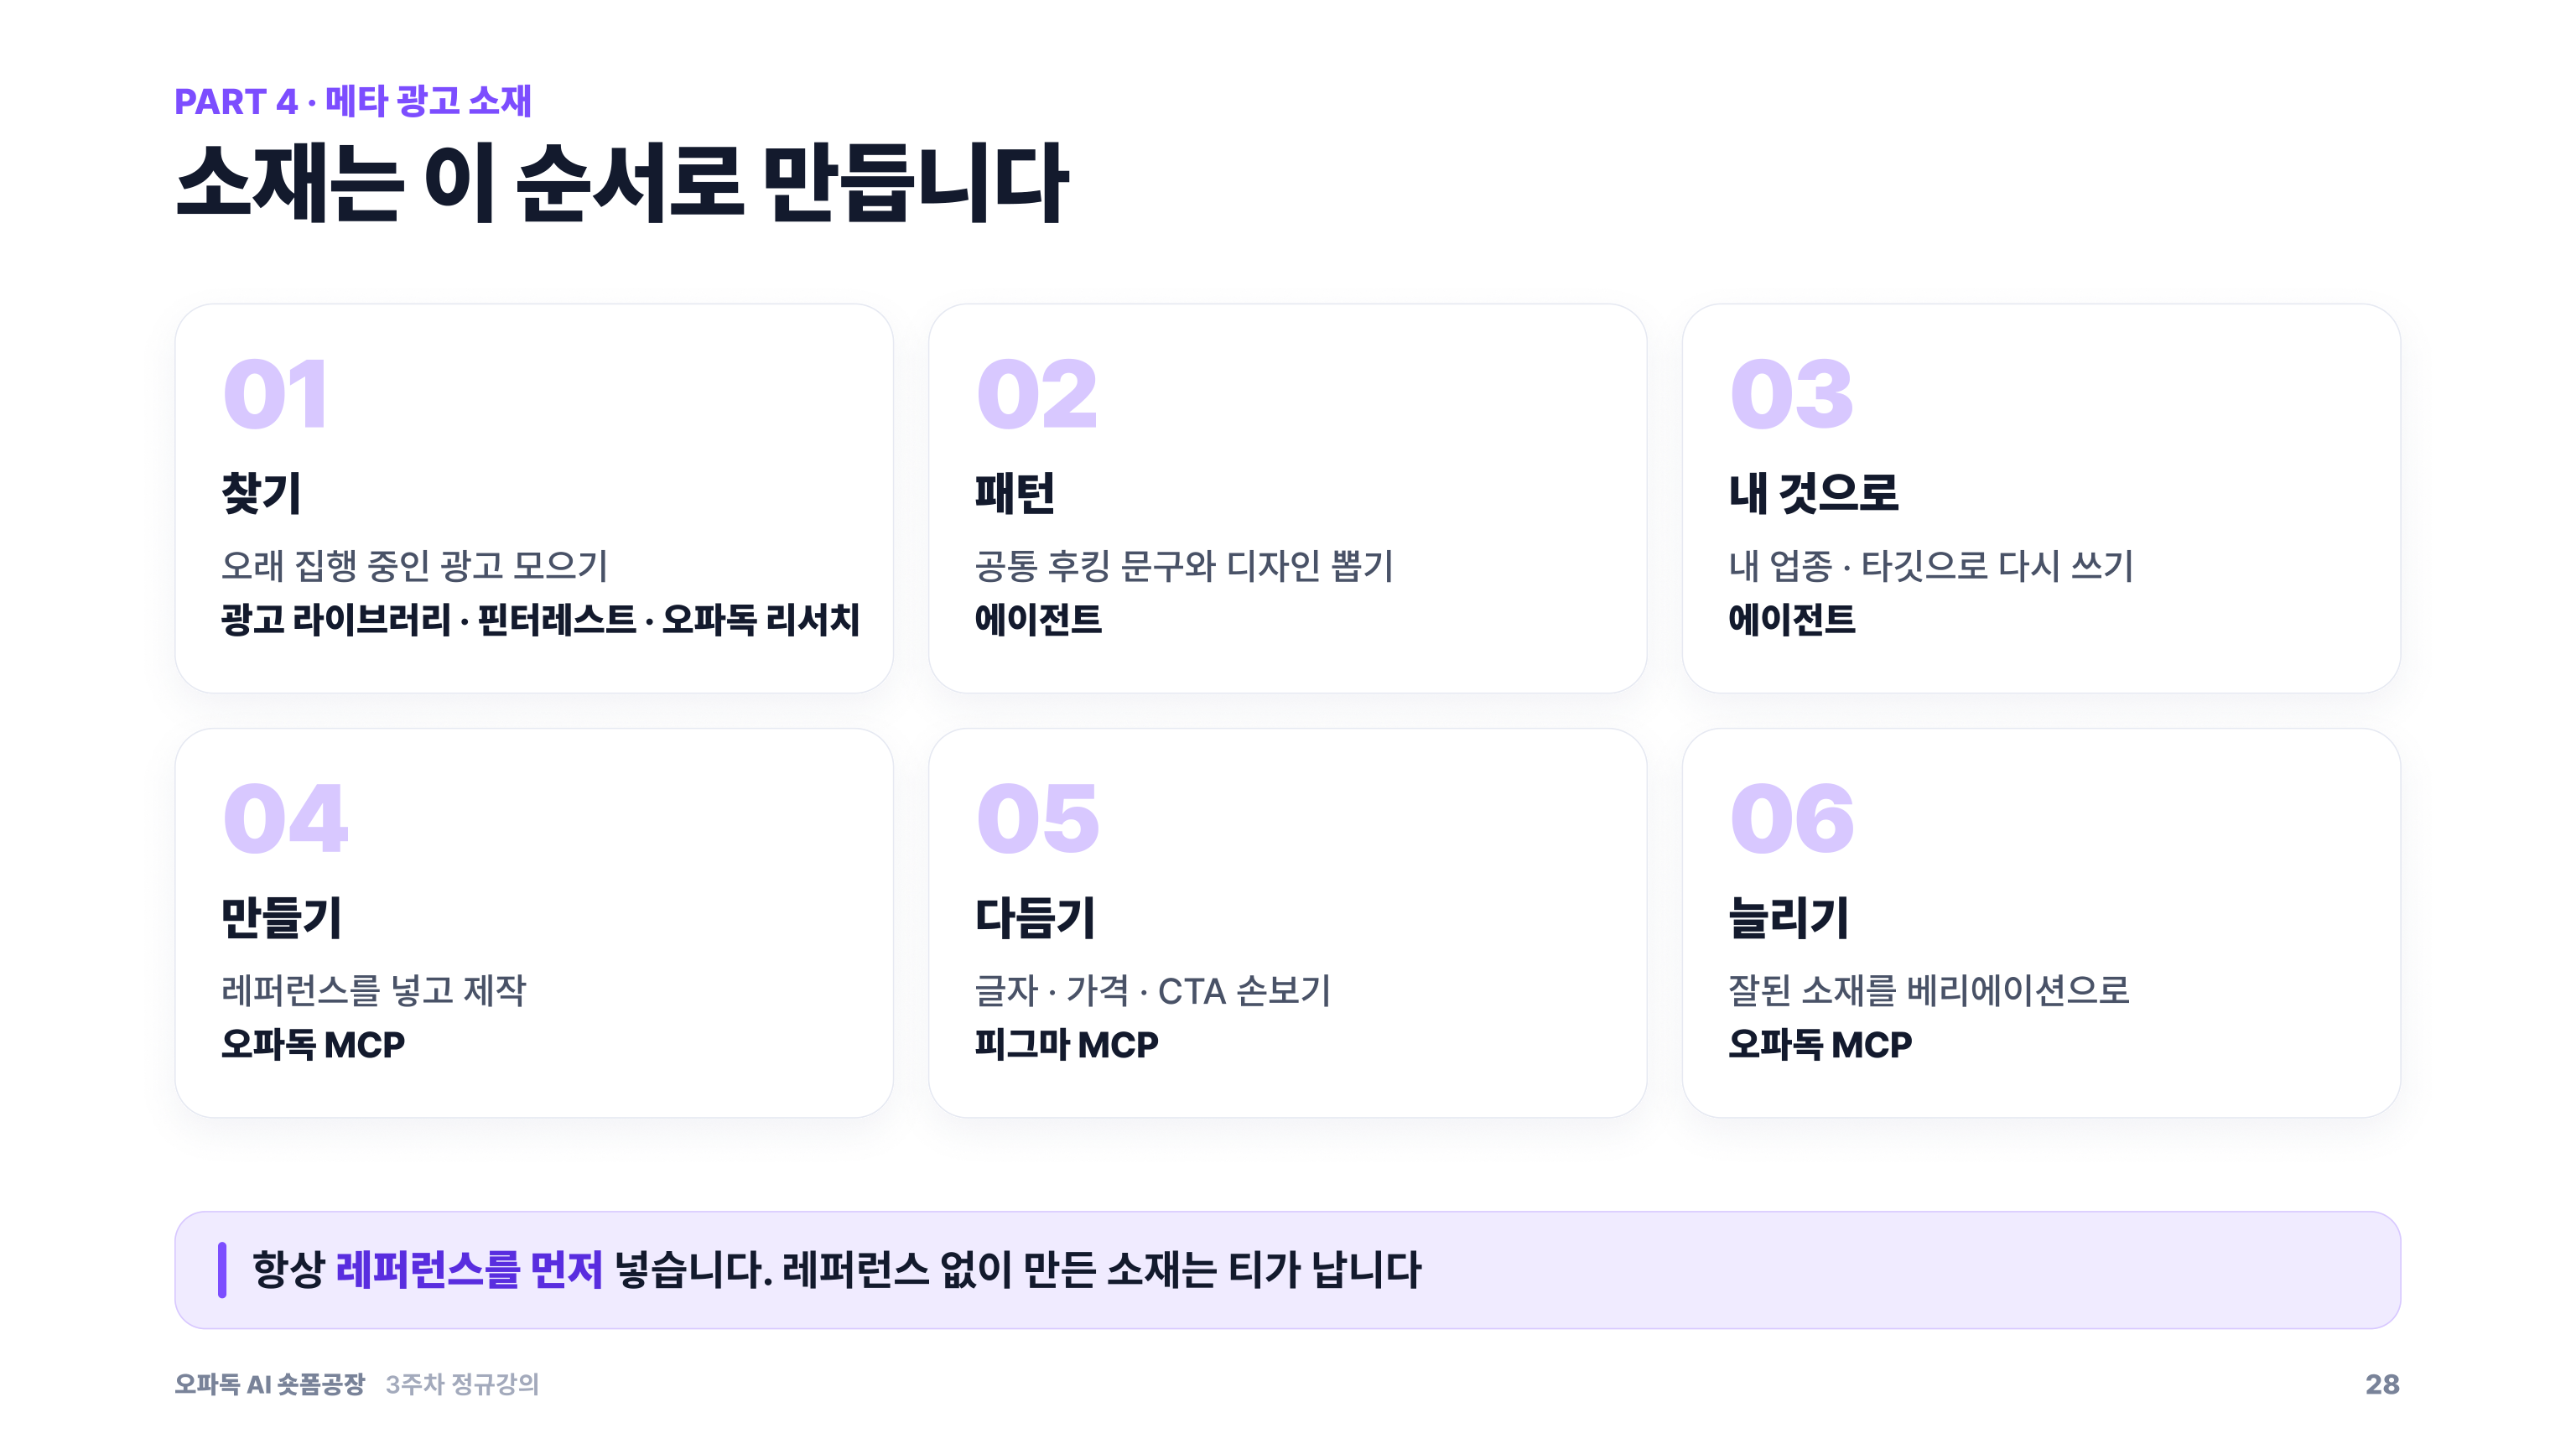 PART 4 · 메타 광고 소재
소재는 이 순서로 만듭니다
01
찾기
오래 집행 중인 광고 모으기
광고 라이브러리 · 핀터레스트 · 오파독 리서치
02
패턴
공통 후킹 문구와 디자인 뽑기
에이전트
03
내 것으로
내 업종 · 타깃으로 다시 쓰기
에이전트
04
만들기
레퍼런스를 넣고 제작
오파독 MCP
05
다듬기
글자 · 가격 · CTA 손보기
피그마 MCP
06
늘리기
잘된 소재를 베리에이션으로
오파독 MCP
항상 레퍼런스를 먼저 넣습니다. 레퍼런스 없이 만든 소재는 티가 납니다
오파독 AI 숏폼공장 3주차 정규강의
28